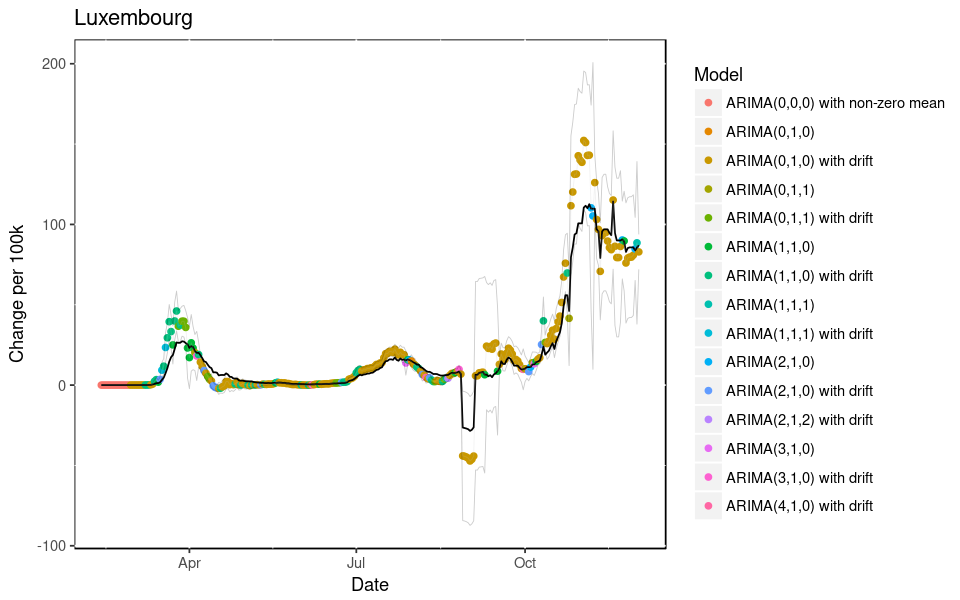 Luxembourg
Change per 100k
200
100
0
-100
Apr
Jul
Oct
Date
Model
ARIMA(0,0,0) with non-zero mean
ARIMA(0,1,0)
ARIMA(0,1,0) with drift
ARIMA(0,1,1)
ARIMA(0,1,1) with drift
ARIMA(1,1,0)
ARIMA(1,1,0) with drift
ARIMA(1,1,1)
ARIMA(1,1,1) with drift
ARIMA(2,1,0)
ARIMA(2,1,0) with drift
ARIMA(2,1,2) with drift
ARIMA(3,1,0)
ARIMA(3,1,0) with drift
ARIMA(4,1,0) with drift